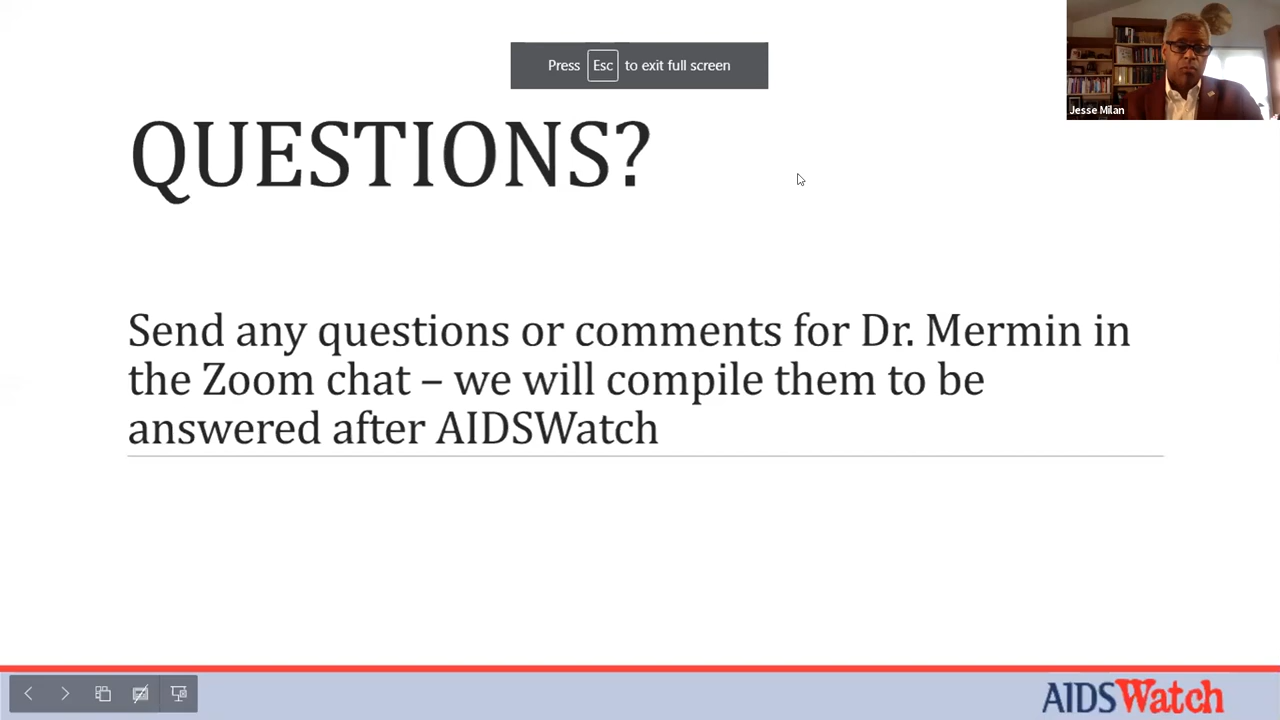 Press Esc to exit full screen
Jesse Milan
QUESTIONS?
Send any questions or comments for Dr. Mermin in
the Zoom chat – we will compile them to be
answered after AIDSWatch
AIDSWatch